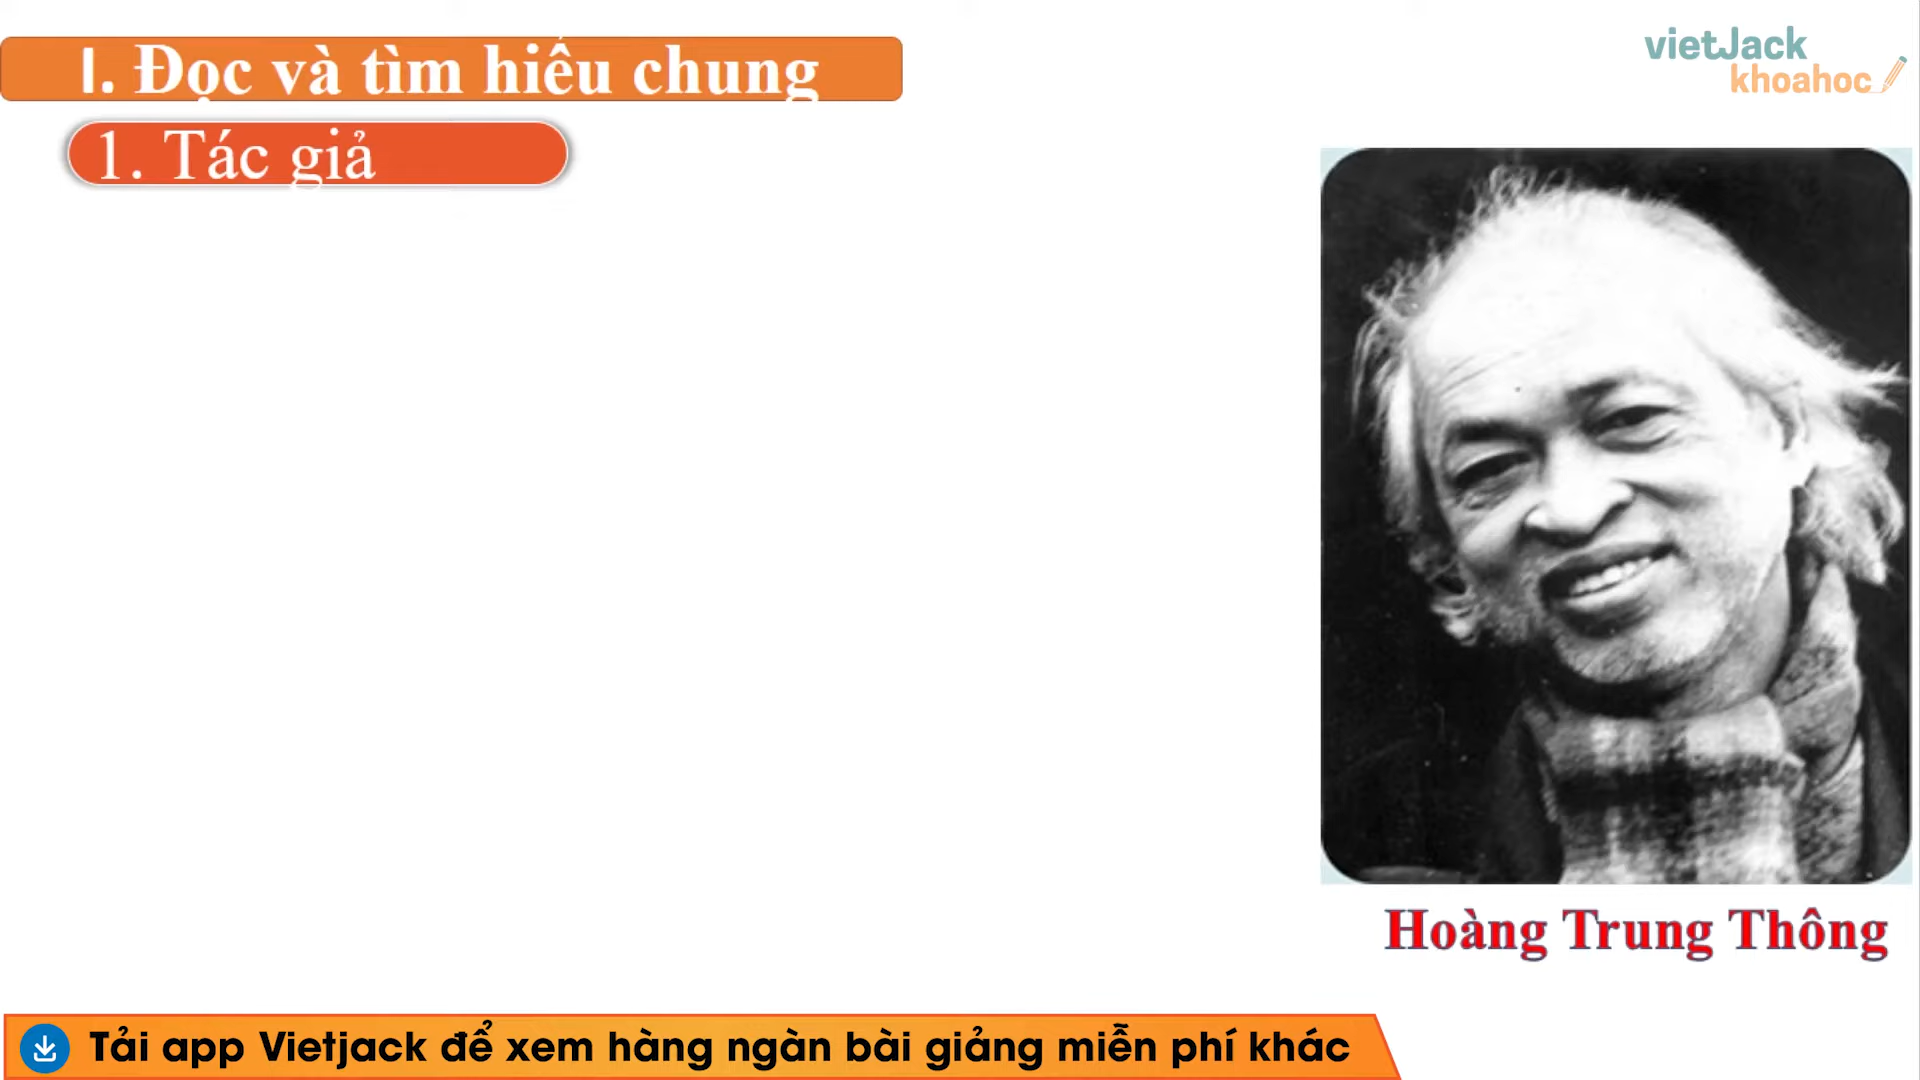 I. Đọc và tìm hiểu chung
vietJack
khoahoc
1. Tác giả
Hoàng Trung Thông
Tải app Vietjack để xem hàng ngàn bài giảng miễn phí khác